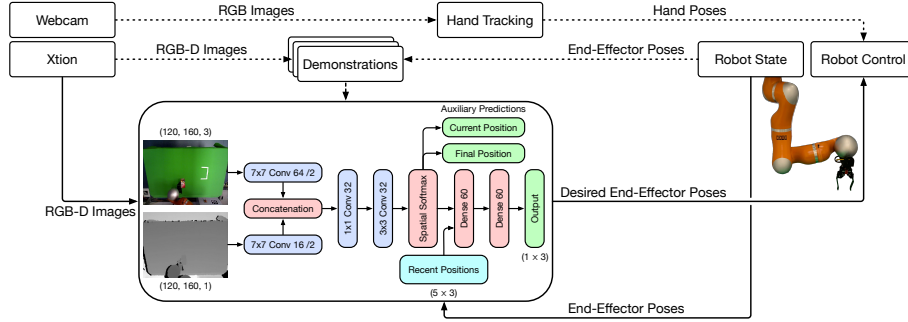 Webcam
RGB Images
Hand Tracking
Hand Poses
Xtion
RGB-D Images
Demonstrations
End-Effector Poses
Robot State
Robot Control
Auxiliary Predictions
(120, 160, 3)
Current Position
Final Position
7x7 Conv 64 /2
Concatenation
7x7 Conv 16 /2
1x1 Conv 32
3x3 Conv 32
Spatial Softmax
Dense 60
Dense 60
Output
RGB-D Images
Desired End-Effector Poses
(1 × 3)
Recent Positions
(120, 160, 1)
(5 × 3)
End-Effector Poses